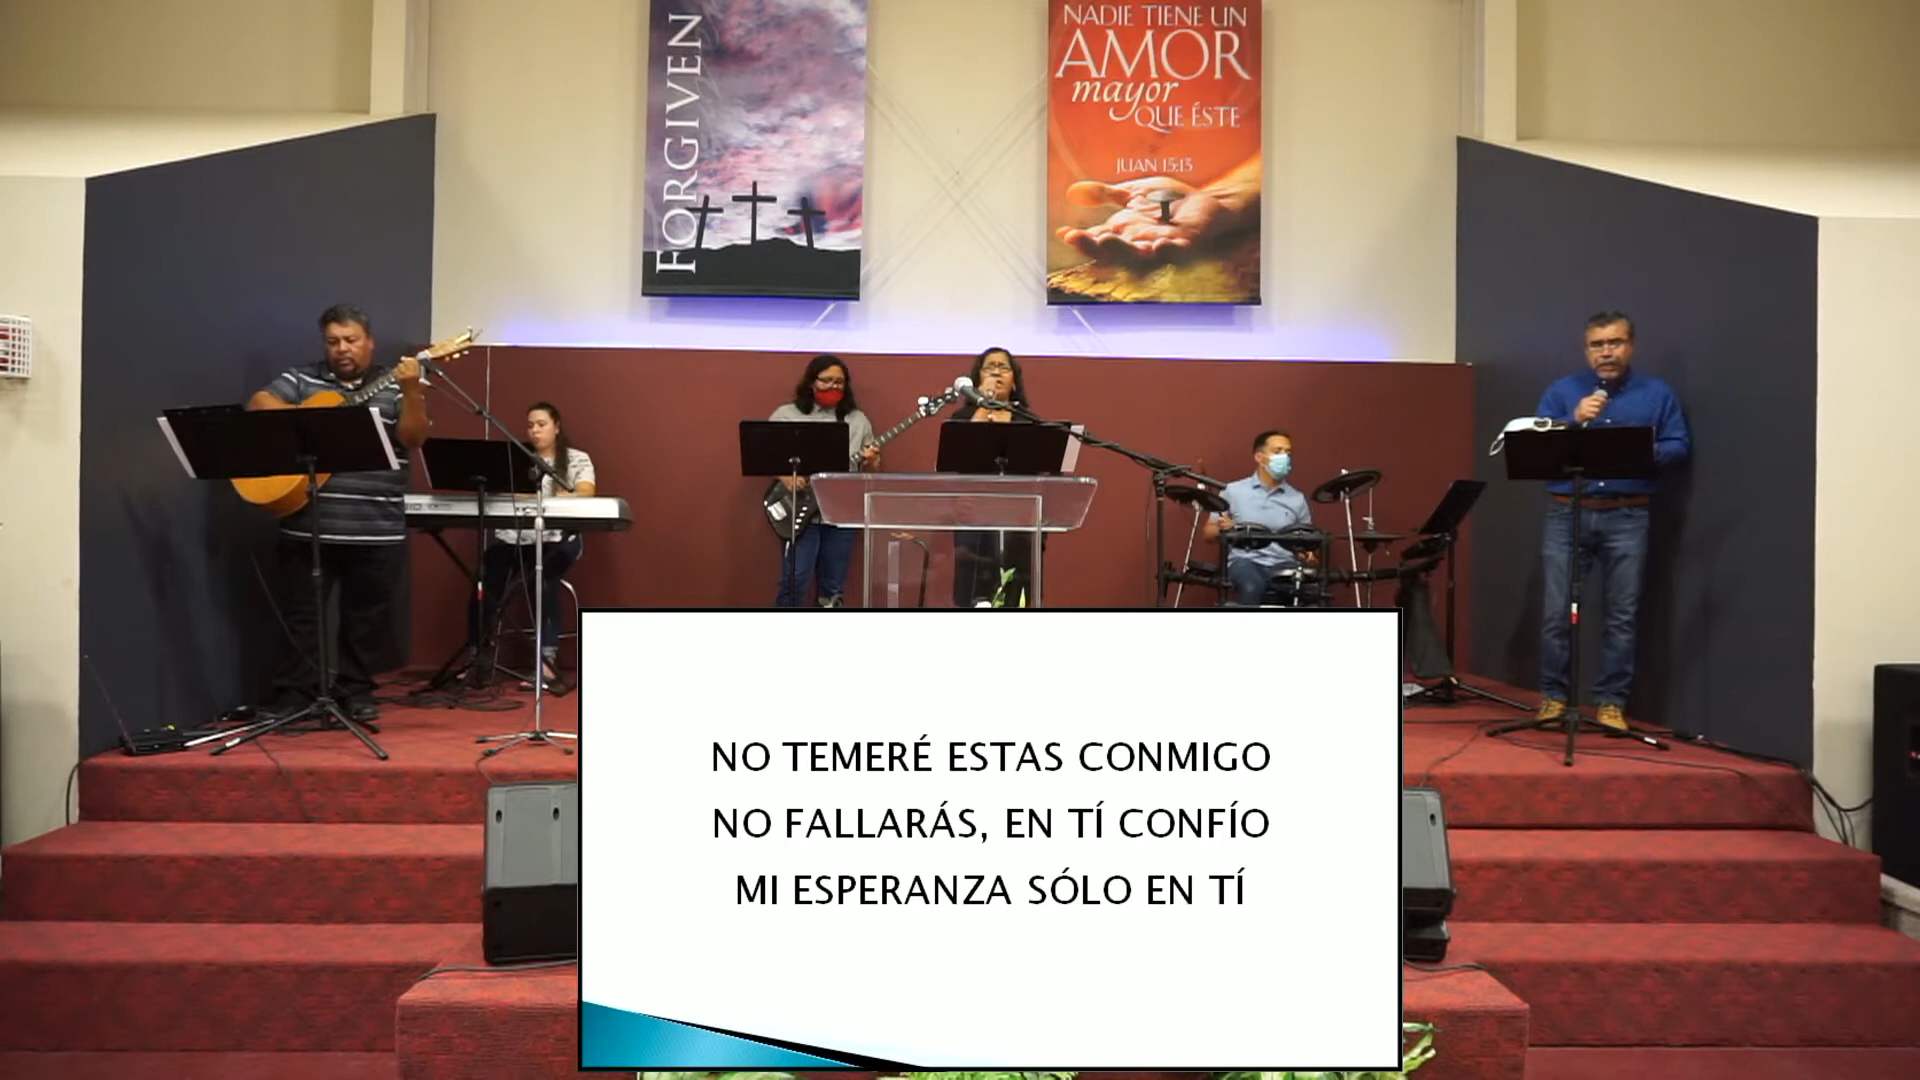 FORGIVEN
NADIE TIENE UN
AMOR
mayor
QUE ÉSTE
JUAN 15:13
NO TEMERÉ ESTAS CONMIGO
NO FALLARÁS, EN TÍ CONFÍO
MI ESPERANZA SÓLO EN TÍ